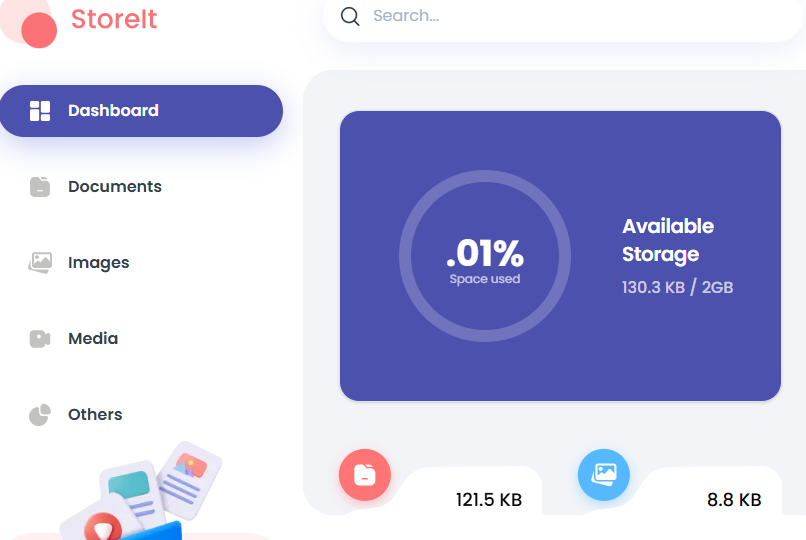 StoreIt
Search...
Dashboard
Documents
Images
Media
Others
.01%
Space used
Available
Storage
130.3 KB / 2GB
121.5 KB
8.8 KB